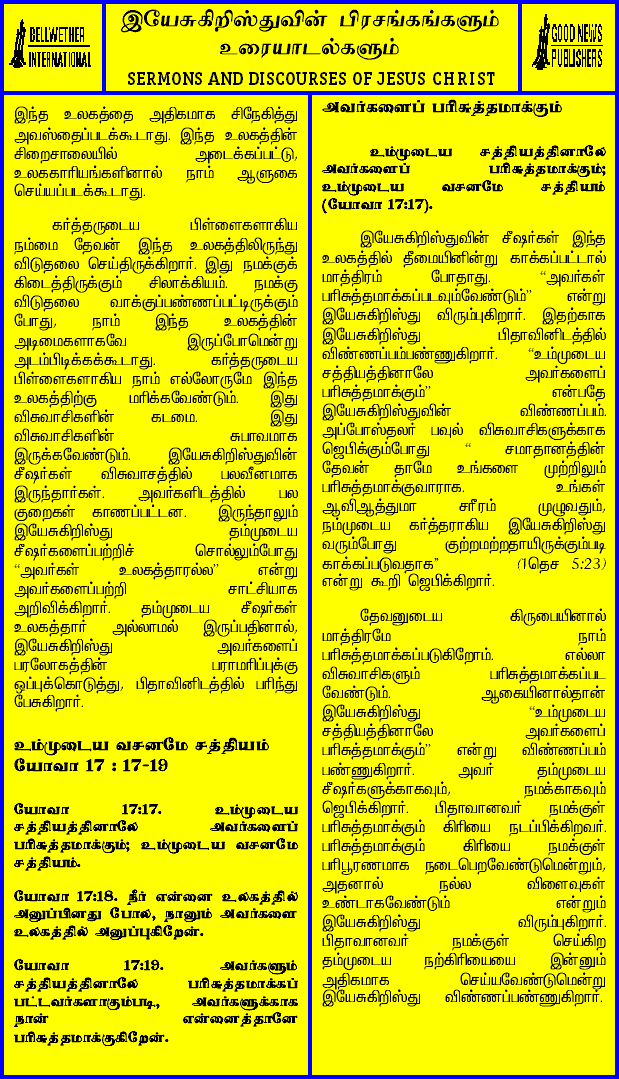 BELLWETHER
INTERNATIONAL
இயேசுகிறிஸ்துவின் பிரசங்கங்களும்
உரையாடல்களும்
SERMONS AND DISCOURSES OF JESUS CHRIST
GOOD NEWS
PUBLISHERS
இந்த உலகத்தை அதிகமாக சிநேகித்து
அவஸ்தைப்படக்கூடாது. இந்த உலகத்தின்
சிறைசாலையில் அடைக்கப்பட்டு,
உலககாரியங்களினால் நாம் ஆளுகை
செய்யப்படக்கூடாது.
கர்த்தருடைய பிள்ளைகளாகிய
நம்மை தேவன் இந்த உலகத்திலிருந்து
விடுதலை செய்திருக்கிறார். இது நமக்குக்
கிடைத்திருக்கும் சிலாக்கியம். நமக்கு
விடுதலை வாக்குப்பண்ணப்பட்டிருக்கும்
போது, நாம் இந்த உலகத்தின்
அடிமைகளாகவே இருப்போமென்று
அடம்பிடிக்கக்கூடாது. கர்த்தருடைய
பிள்ளைகளாகிய நாம் எல்லோருமே இந்த
உலகத்திற்கு மரிக்கவேண்டும். இது
விசுவாசிகளின் கடமை. இது
விசுவாசிகளின் சுபாவமாக
இருக்கவேண்டும். இயேசுகிறிஸ்துவின்
சீஷர்கள் விசுவாசத்தில் பலவீனமாக
இருந்தார்கள். அவர்களிடத்தில் பல
குறைகள் காணப்பட்டன. இருந்தாலும்
இயேசுகிறிஸ்து தம்முடைய
சீஷர்களைப்பற்றிச் சொல்லும்போது
“அவர்கள் உலகத்தாரல்ல” என்று
அவர்களைப்பற்றி சாட்சியாக
அறிவிக்கிறார். தம்முடைய சீஷர்கள்
உலகத்தார் அல்லாமல் இருப்பதினால்,
இயேசுகிறிஸ்து அவர்களைப்
பரலோகத்தின் பராமரிப்புக்கு
ஒப்புக்கொடுத்து, பிதாவினிடத்தில் பரிந்து
பேசுகிறார்.
உம்முடைய வசனமே சத்தியம்
யோவா 17 : 17-19
யோவா 17:17. உம்முடைய
சத்தியத்தினாலே அவர்களைப்
பரிசுத்தமாக்கும்; உம்முடைய வசனமே
சத்தியம்.
யோவா 17:18. நீர் என்னை உலகத்தில்
அனுப்பினது போல, நானும் அவர்களை
உலகத்தில் அனுப்புகிறேன்.
யோவா 17:19. அவர்களும்
சத்தியத்தினாலே பரிசுத்தமாக்கப்
பட்டவர்களாகும்படி, அவர்களுக்காக
நான் என்னைத்தானே
பரிசுத்தமாக்குகிறேன்.
அவர்களைப் பரிசுத்தமாக்கும்
உம்முடைய சத்தியத்தினாலே
அவர்களைப் பரிசுத்தமாக்கும்;
உம்முடைய வசனமே சத்தியம்
(யோவா 17:17).
இயேசுகிறிஸ்துவின் சீஷர்கள் இந்த
உலகத்தில் தீமையினின்று காக்கப்பட்டால்
மாத்திரம் போதாது. “அவர்கள்
பரிசுத்தமாக்கப்படவும்வேண்டும்” என்று
இயேசுகிறிஸ்து விரும்புகிறார். இதற்காக
இயேசுகிறிஸ்து பிதாவினிடத்தில்
விண்ணப்பம்பண்ணுகிறார். “உம்முடைய
சத்தியத்தினாலே அவர்களைப்
பரிசுத்தமாக்கும்” என்பதே
இயேசுகிறிஸ்துவின் விண்ணப்பம்.
அப்போஸ்தலர் பவுல் விசுவாசிகளுக்காக
ஜெபிக்கும்போது “ சமாதானத்தின்
தேவன் தாமே உங்களை முற்றிலும்
பரிசுத்தமாக்குவாராக. உங்கள்
ஆவிஆத்துமா சரீரம் முழுவதும்,
நம்முடைய கர்த்தராகிய இயேசுகிறிஸ்து
வரும்போது குற்றமற்றதாயிருக்கும்படி
காக்கப்படுவதாக” (1தெச 5:23)
என்று கூறி ஜெபிக்கிறார்.
தேவனுடைய கிருபையினால்
மாத்திரமே நாம்
பரிசுத்தமாக்கப்படுகிறோம். எல்லா
விசுவாசிகளும் பரிசுத்தமாக்கப்பட
வேண்டும். ஆகையினால்தான்
இயேசுகிறிஸ்து “உம்முடைய
சத்தியத்தினாலே அவர்களைப்
பரிசுத்தமாக்கும்” என்று விண்ணப்பம்
பண்ணுகிறார். அவர் தம்முடைய
சீஷர்களுக்காகவும், நமக்காகவும்
ஜெபிக்கிறார். பிதாவானவர் நமக்குள்
பரிசுத்தமாக்கும் கிரியை நடப்பிக்கிறவர்.
பரிசுத்தமாக்கும் கிரியை நமக்குள்
பரிபூரணமாக நடைபெறவேண்டுமென்றும்,
அதனால் நல்ல விளைவுகள்
உண்டாகவேண்டும் என்றும்
இயேசுகிறிஸ்து விரும்புகிறார்.
பிதாவானவர் நமக்குள் செய்கிற
தம்முடைய நற்கிரியையை இன்னும்
அதிகமாக செய்யவேண்டுமென்று
இயேசுகிறிஸ்து விண்ணப்பண்ணுகிறார்.